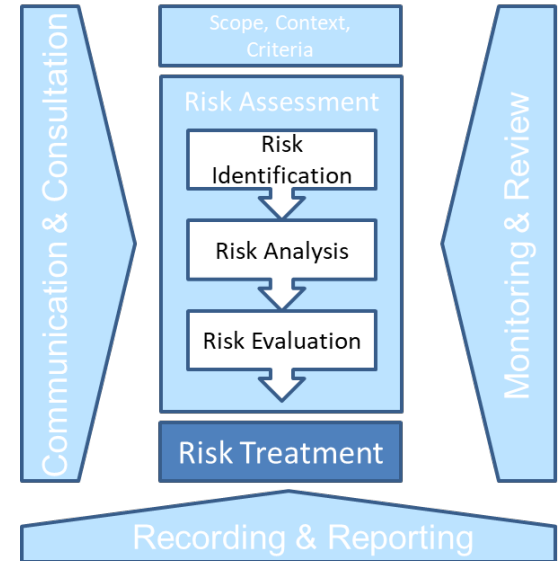 Scope, Context,
Criteria
Communication & Consultation
Risk Assessment
Risk
Identification
Risk Analysis
Risk Evaluation
Monitoring & Review
Risk Treatment
Recording & Reporting